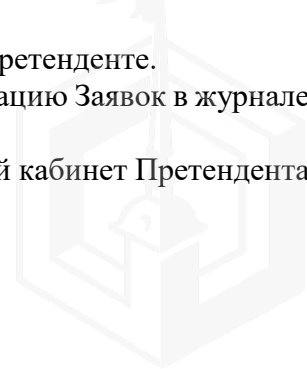 ретенденте.
ацию Заявок в журнале
й кабинет Претендента